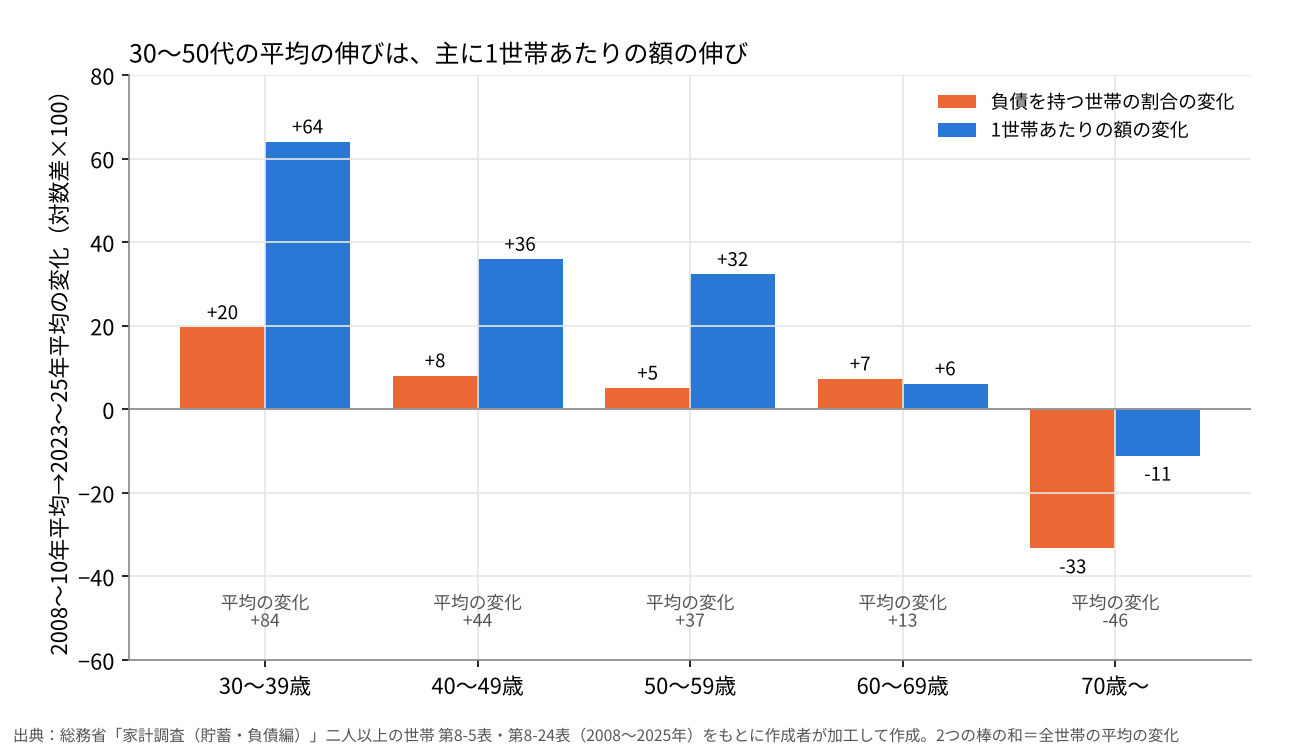 30〜50代の平均の伸びは、主に1世帯あたりの額の伸び
2008〜10年平均→2023〜25年平均の変化（対数差×100）
80
60
40
20
0
−20
−40
−60
負債を持つ世帯の割合の変化
1世帯あたりの額の変化
+20
+64
+8
+36
+5
+32
+7
+6
-33
-11
平均の変化
+84
平均の変化
+44
平均の変化
+37
平均の変化
+13
平均の変化
-46
30〜39歳
40〜49歳
50〜59歳
60〜69歳
70歳〜
出典：総務省「家計調査（貯蓄・負債編）」二人以上の世帯 第8-5表・第8-24表（2008〜2025年）をもとに作成者が加工して作成。2つの棒の和＝全世帯の平均の変化